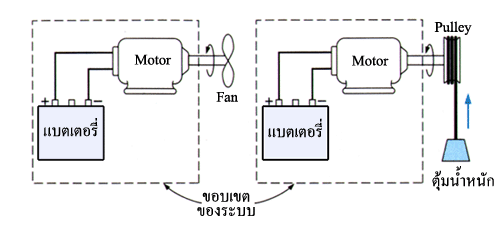 Motor
Fan
+
−
แบตเตอรี่
Pulley
Motor
+
−
แบตเตอรี่
ตุ้มน้ำหนัก
ขอบเขต
ของระบบ